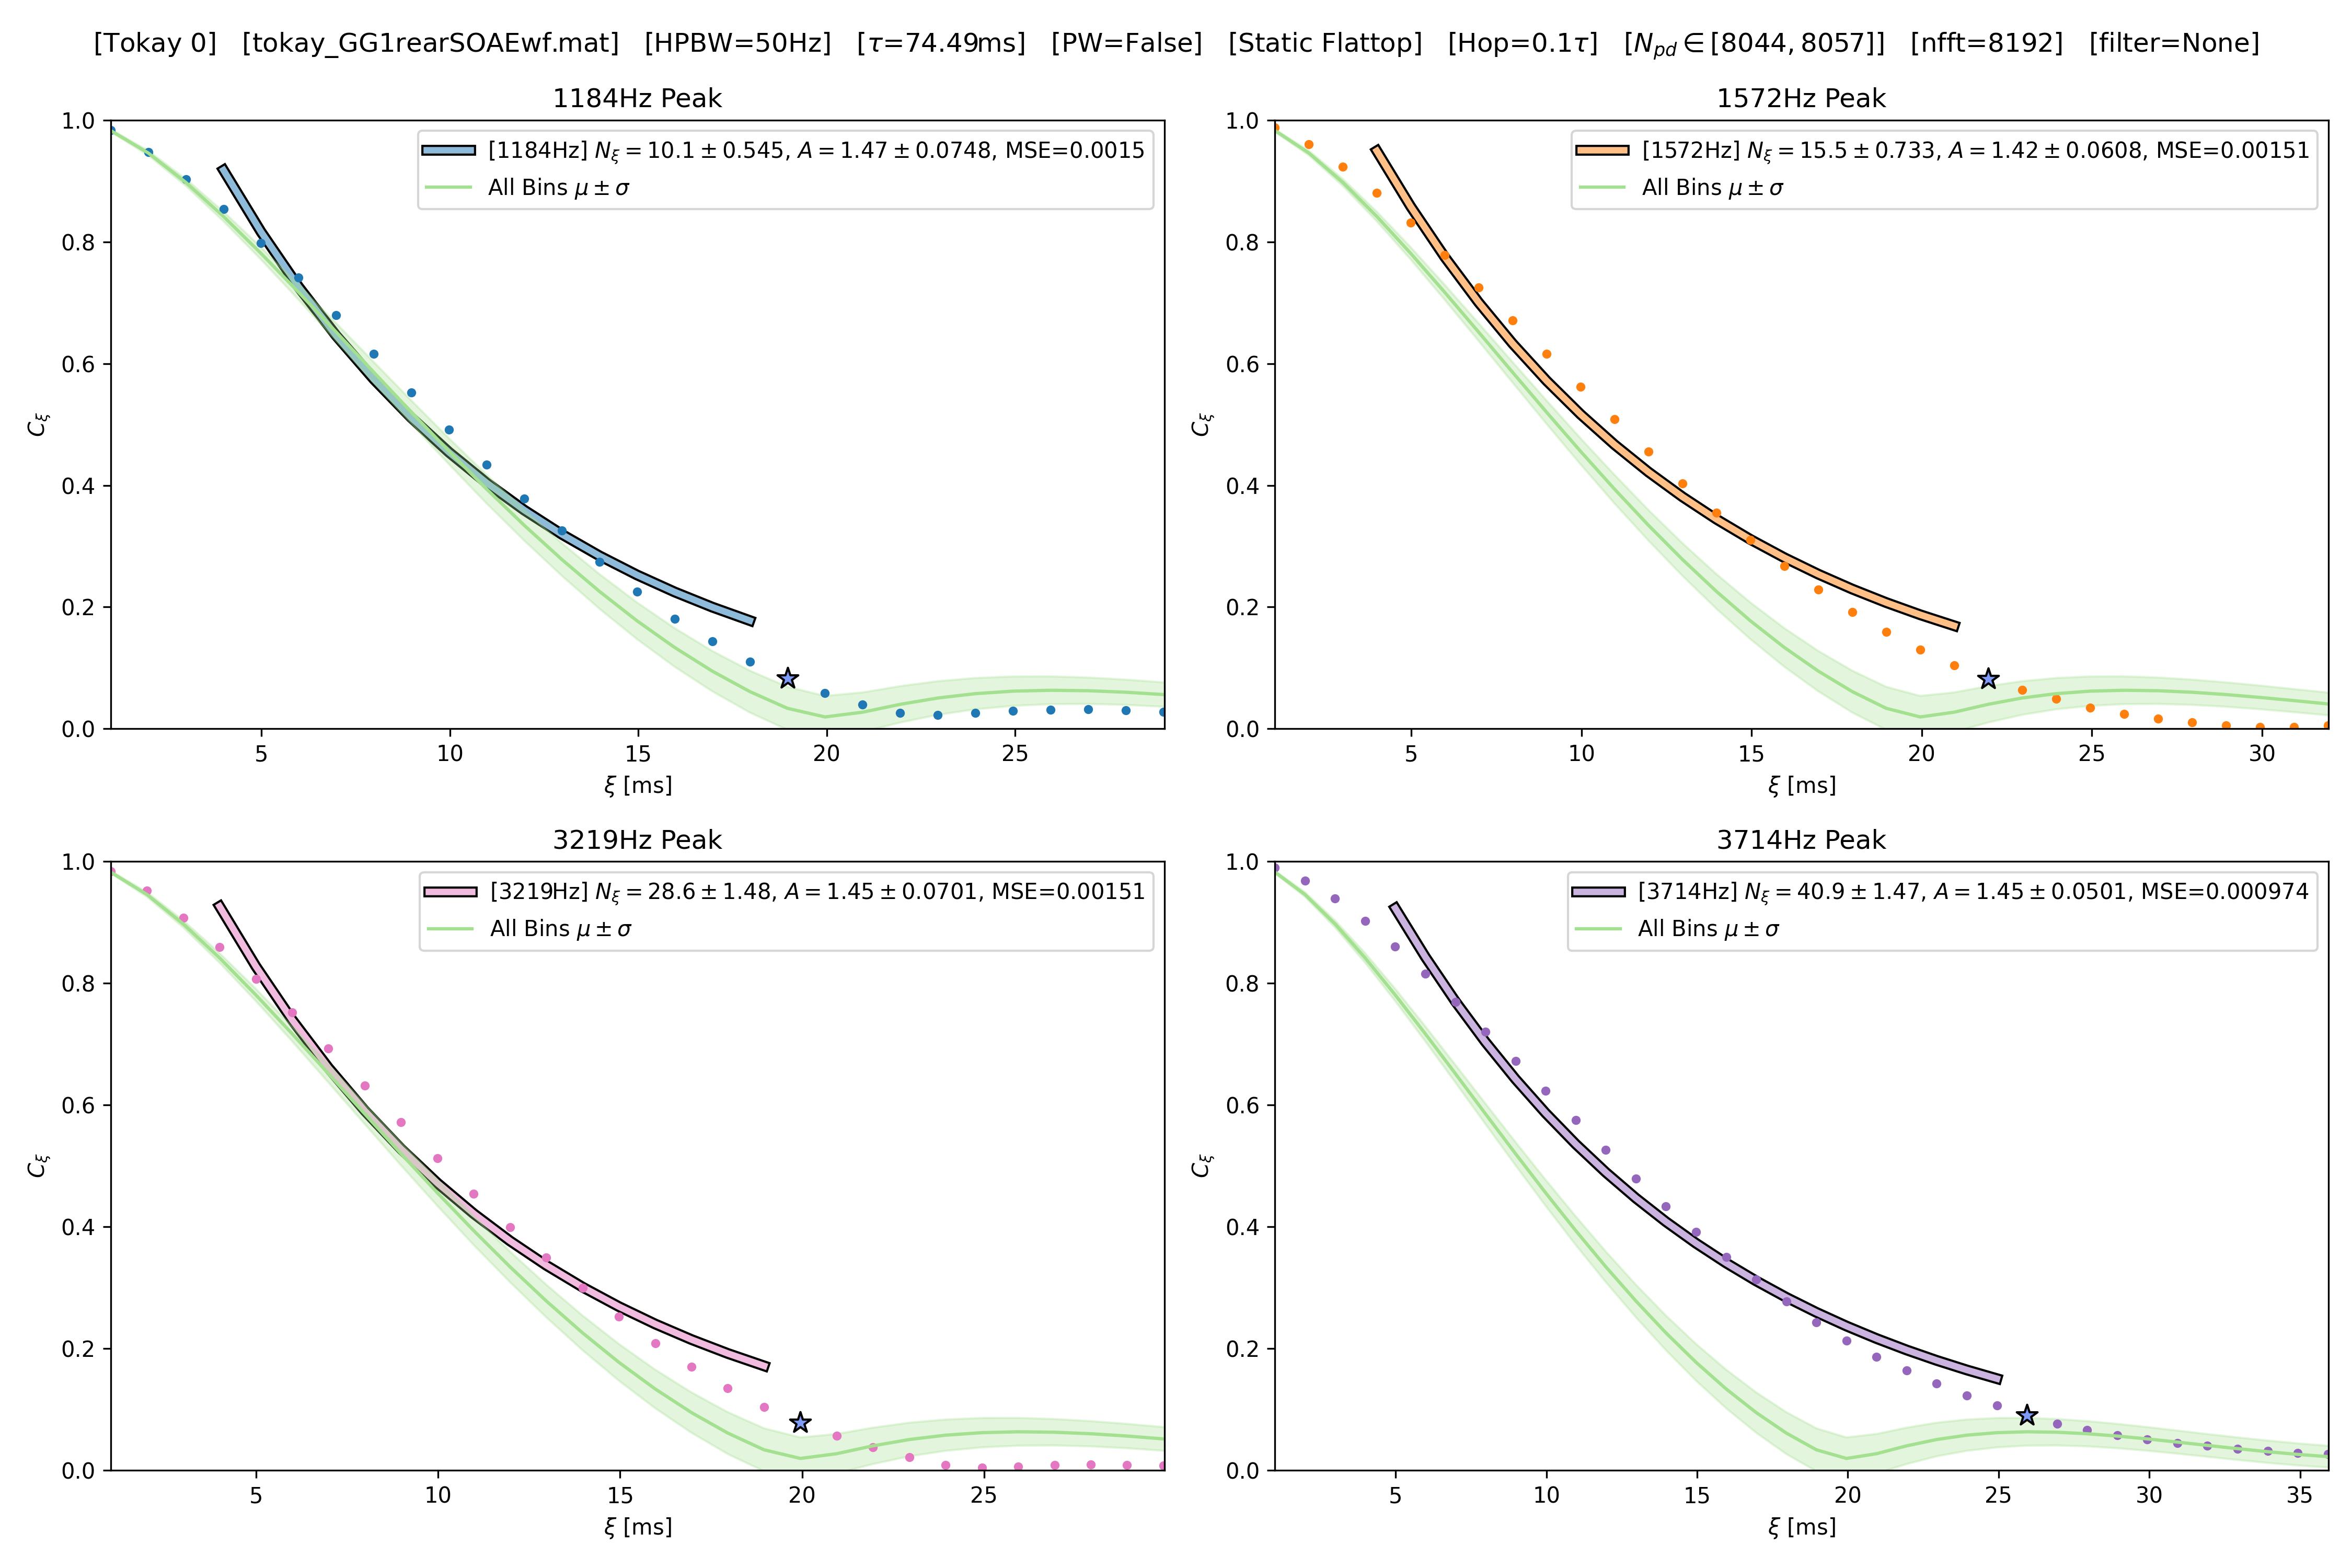 [Tokay 0]   [tokay_GG1rearSOAEwf.mat]   [HPBW=50Hz]   [τ=74.49ms]   [PW=False]   [Static Flattop]   [Hop=0.1τ]   [N_pd ∈ [8044, 8057]]   [nfft=8192]   [filter=None]
1184Hz Peak
[1184Hz] N_ξ = 10.1 ± 0.545, A = 1.47 ± 0.0748, MSE=0.0015
All Bins μ ± σ
1.0
0.8
0.6
0.4
0.2
0.0
C_ξ
5 10 15 20 25
ξ [ms]
1572Hz Peak
[1572Hz] N_ξ = 15.5 ± 0.733, A = 1.42 ± 0.0608, MSE=0.00151
All Bins μ ± σ
1.0
0.8
0.6
0.4
0.2
0.0
C_ξ
5 10 15 20 25 30
ξ [ms]
3219Hz Peak
[3219Hz] N_ξ = 28.6 ± 1.48, A = 1.45 ± 0.0701, MSE=0.00151
All Bins μ ± σ
1.0
0.8
0.6
0.4
0.2
0.0
C_ξ
5 10 15 20 25
ξ [ms]
3714Hz Peak
[3714Hz] N_ξ = 40.9 ± 1.47, A = 1.45 ± 0.0501, MSE=0.000974
All Bins μ ± σ
1.0
0.8
0.6
0.4
0.2
0.0
C_ξ
5 10 15 20 25 30 35
ξ [ms]